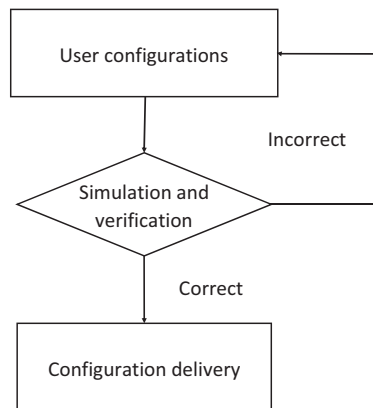 User configurations
Incorrect
Simulation and
verification
Correct
Configuration delivery